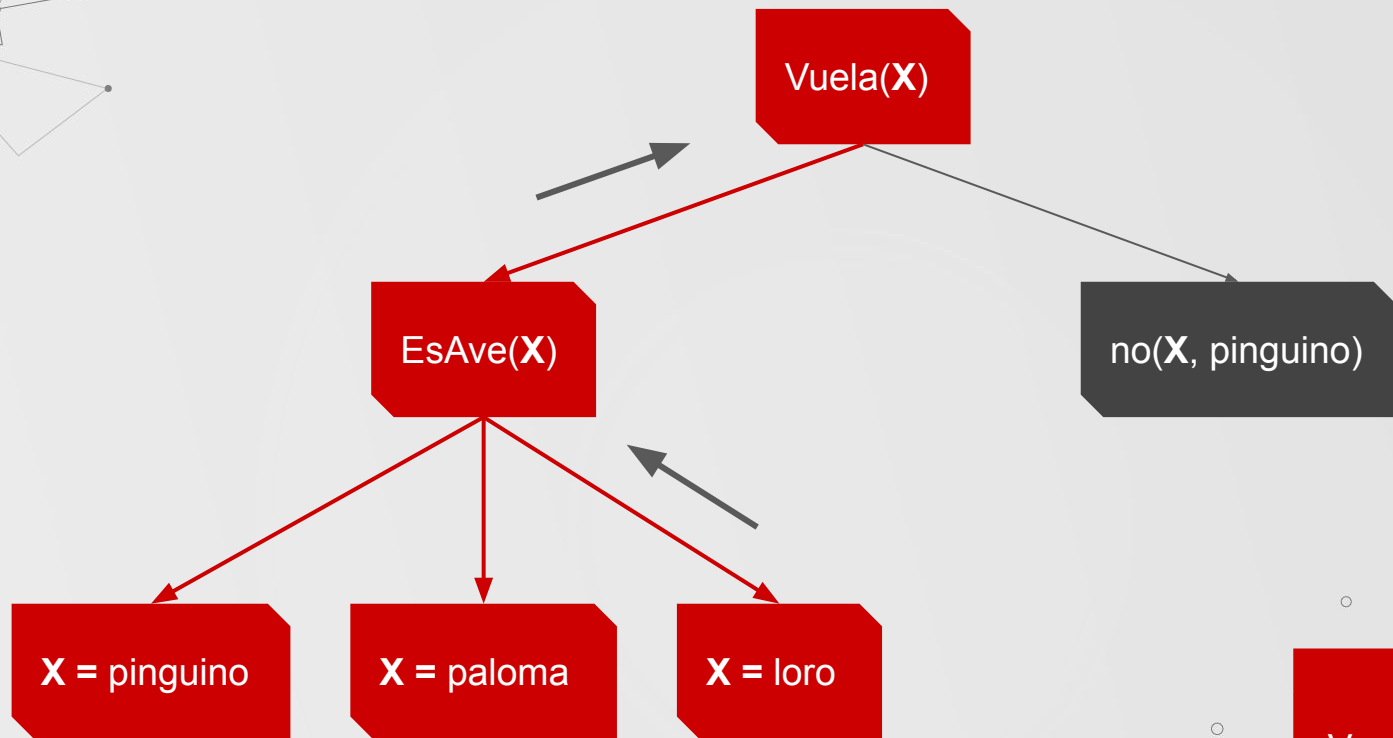 Vuela(X)
EsAve(X)
no(X, pinguino)
X = pinguino
X = paloma
X = loro